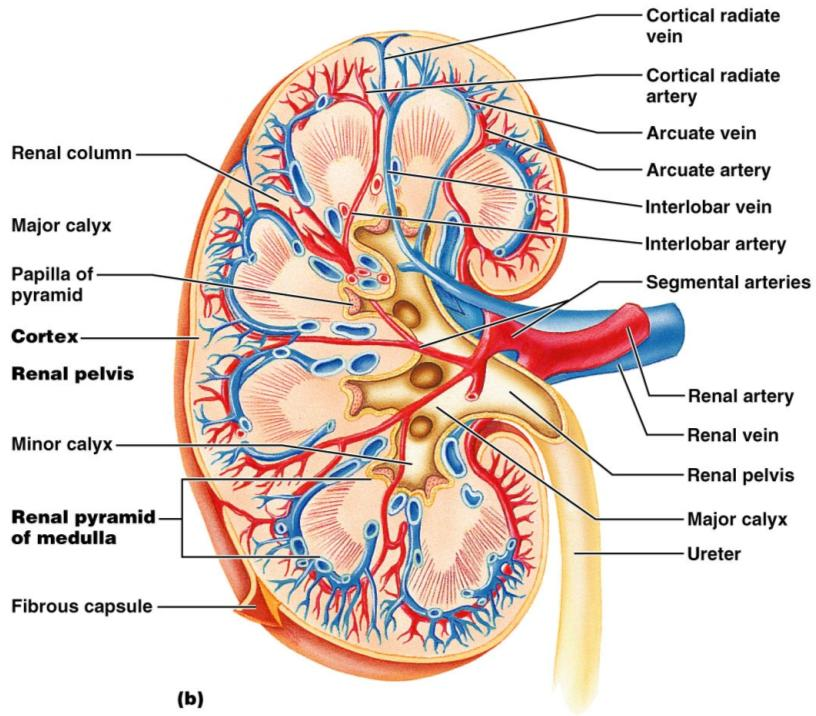 Cortical radiate
vein
Cortical radiate
artery
Arcuate vein
Arcuate artery
Interlobar vein
Interlobar artery
Segmental arteries
Renal artery
Renal vein
Renal pelvis
Major calyx
Ureter
Renal column
Major calyx
Papilla of
pyramid
Cortex
Renal pelvis
Minor calyx
Renal pyramid
of medulla
Fibrous capsule
(b)